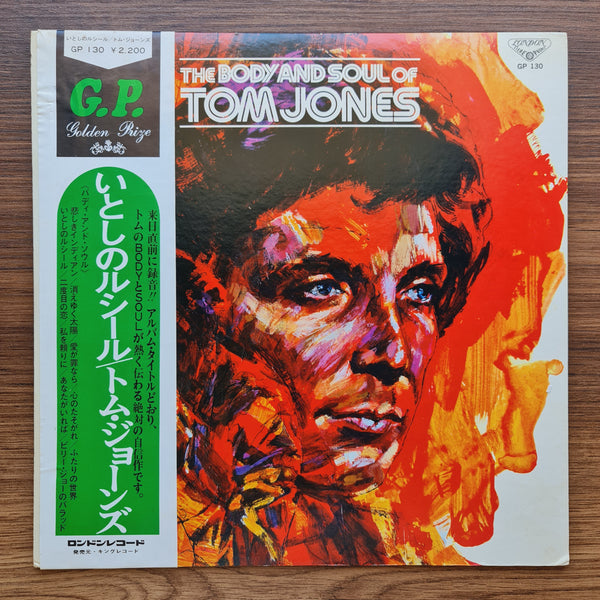 いとしのルシール/トム・ジョーンズ
GP 130 ¥2,200
G.P.
Golden Prize
いとしのルシール/トム・ジョーンズ
〈バディ・アンド・ソウル〉
悲しきインディアン 消えゆく太陽 愛が罪なら/心のたそがれ/ふたりの世界
いとしのルシール 二度目の恋/私を頼りに/あなたがいれば ビリー・ジョーのバラッド
来日直前に録音!! アルバム・タイトルどおり、
トムのBODYとSOULが熱く伝わる絶対の自信作です。
ロンドンレコード
発売元・キングレコード
THE BODY AND SOUL OF
TOM JONES
LONDON
GP 130